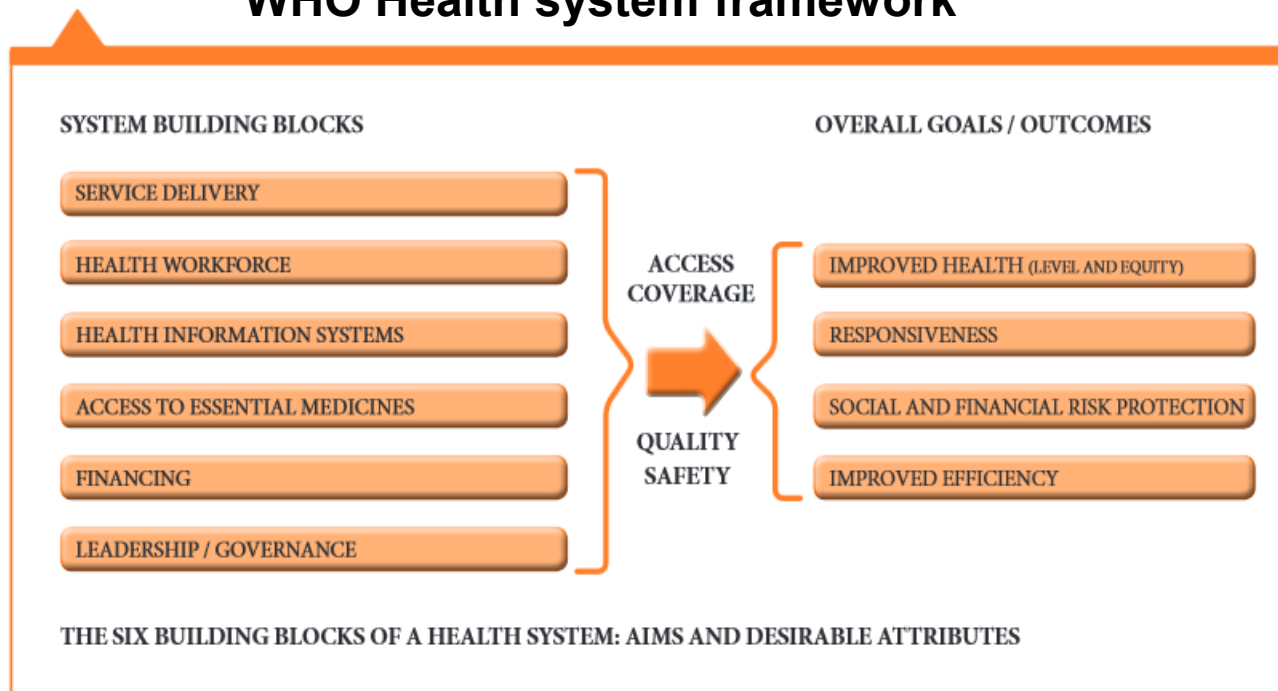 WHO Health system framework
SYSTEM BUILDING BLOCKS
SERVICE DELIVERY
HEALTH WORKFORCE
HEALTH INFORMATION SYSTEMS
ACCESS TO ESSENTIAL MEDICINES
FINANCING
LEADERSHIP / GOVERNANCE
ACCESS
COVERAGE
QUALITY
SAFETY
OVERALL GOALS / OUTCOMES
IMPROVED HEALTH (LEVEL AND EQUITY)
RESPONSIVENESS
SOCIAL AND FINANCIAL RISK PROTECTION
IMPROVED EFFICIENCY
THE SIX BUILDING BLOCKS OF A HEALTH SYSTEM: AIMS AND DESIRABLE ATTRIBUTES